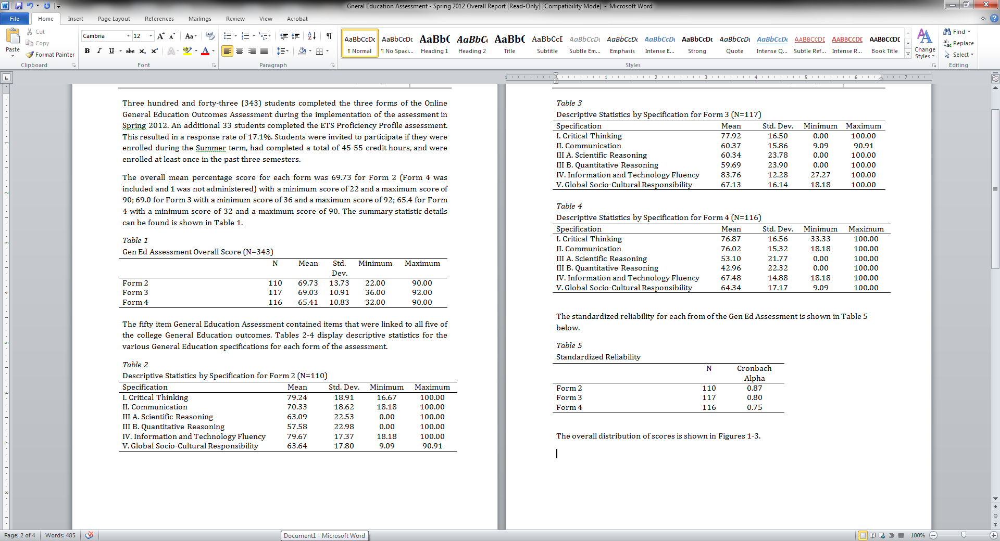 Gneral Education Assessment - Spring 2012 Overall Report [Read-Only] [Compatibility Mode] - Microsoft Word
File Home Insert Page Layout References Mailings Review View Acrobat
Paste
Cut
Copy
Format Painter
Clipboard
Cambria 12
Font
Paragraph
AaBbCcDc AaBbCcDc AaBbC AaBbCc AaBbC AaBbCcI AaBbCcDc AaBbCcDc AaBbCcDc AaBbCcDc AaBbCcDc AaBbCcDc AABBCCDE AABBCCDE AABBCCDE
¶ Normal ¶ No Spaci... Heading 1 Heading 2 Title Subtitle Subtle Em... Emphasis Intense E... Strong Quote Intense Q... Subtle Ref... Intense R... Book Title
Styles
Change Styles
Find
Replace
Select
Editing
Three hundred and forty-three (343) students completed the three forms of the Online
General Education Outcomes Assessment during the implementation of the assessment in
Spring 2012. An additional 33 students completed the ETS Proficiency Profile assessment.
This resulted in a response rate of 17.1%. Students were invited to participate if they were
enrolled during the Summer term, had completed a total of 45-55 credit hours, and were
enrolled at least once in the past three semesters.
The overall mean percentage score for each form was 69.73 for Form 2 (Form 4 was
included and 1 was not administered) with a minimum score of 22 and a maximum score of
90; 69.0 for Form 3 with a minimum score of 36 and a maximum score of 92; 65.4 for Form
4 with a minimum score of 32 and a maximum score of 90. The summary statistic details
can be found is shown in Table 1.
Table 1
Gen Ed Assessment Overall Score (N=343)
N Mean Std. Dev. Minimum Maximum
Form 2 110 69.73 13.73 22.00 90.00
Form 3 117 69.03 10.91 36.00 92.00
Form 4 116 65.41 10.83 32.00 90.00
The fifty item General Education Assessment contained items that were linked to all five of
the college General Education outcomes. Tables 2-4 display descriptive statistics for the
various General Education specifications for each form of the assessment.
Table 2
Descriptive Statistics by Specification for Form 2 (N=110)
Specification Mean Std. Dev. Minimum Maximum
I. Critical Thinking 79.24 18.91 16.67 100.00
II. Communication 70.33 18.62 18.18 100.00
III A. Scientific Reasoning 63.09 22.53 0.00 100.00
III B. Quantitative Reasoning 57.58 22.98 0.00 100.00
IV. Information and Technology Fluency 79.67 17.37 18.18 100.00
V. Global Socio-Cultural Responsibility 63.64 17.80 9.09 90.91
Table 3
Descriptive Statistics by Specification for Form 3 (N=117)
Specification Mean Std. Dev. Minimum Maximum
I. Critical Thinking 77.92 16.50 0.00 100.00
II. Communication 60.37 15.86 9.09 90.91
III A. Scientific Reasoning 60.34 23.78 0.00 100.00
III B. Quantitative Reasoning 59.69 23.90 0.00 100.00
IV. Information and Technology Fluency 83.76 12.28 27.27 100.00
V. Global Socio-Cultural Responsibility 67.13 16.14 18.18 100.00
Table 4
Descriptive Statistics by Specification for Form 4 (N=116)
Specification Mean Std. Dev. Minimum Maximum
I. Critical Thinking 76.87 16.56 33.33 100.00
II. Communication 76.02 15.32 18.18 100.00
III A. Scientific Reasoning 53.10 21.77 0.00 100.00
III B. Quantitative Reasoning 42.96 22.32 0.00 100.00
IV. Information and Technology Fluency 67.48 14.88 18.18 100.00
V. Global Socio-Cultural Responsibility 64.34 17.17 9.09 100.00
The standardized reliability for each from of the Gen Ed Assessment is shown in Table 5
below.
Table 5
Standardized Reliability
N Cronbach Alpha
Form 2 110 0.87
Form 3 117 0.80
Form 4 116 0.75
The overall distribution of scores is shown in Figures 1-3.
Page: 2 of 4 Words: 485 Document1 - Microsoft Word 100%